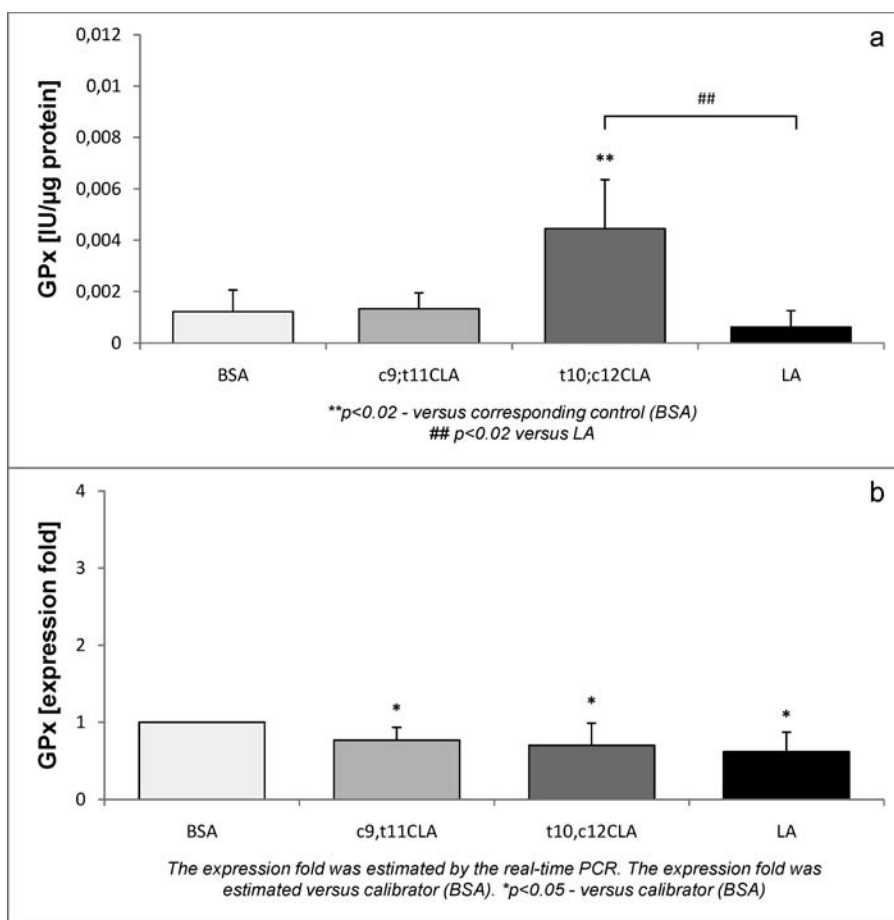 a
0,012
0,01
0,008
0,006
0,004
0,002
0
GPx [IU/µg protein]
##
**
BSA c9;t11CLA t10;c12CLA LA
**p<0.02 - versus corresponding control (BSA)
## p<0.02 versus LA
b
4
3
2
1
0
GPx [expression fold]
* * *
BSA c9,t11CLA t10,c12CLA LA
The expression fold was estimated by the real-time PCR. The expression fold was
estimated versus calibrator (BSA). *p<0.05 - versus calibrator (BSA)